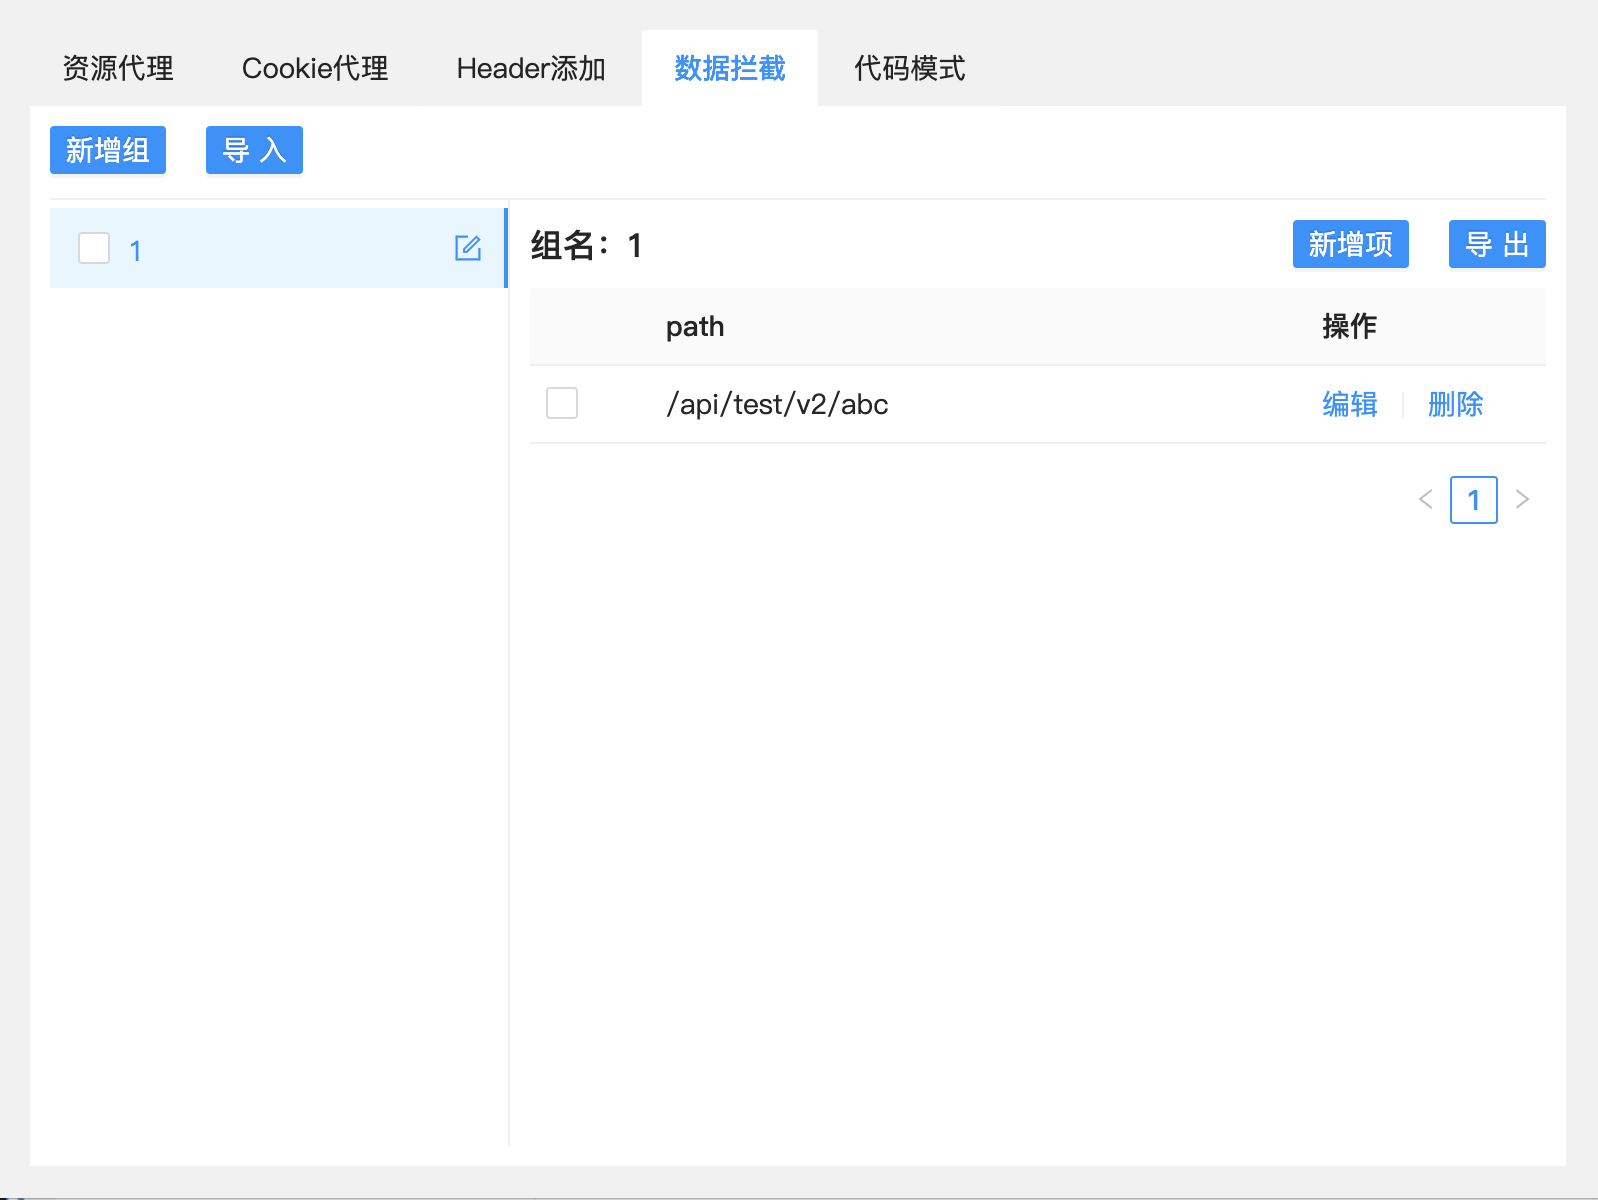 资源代理 Cookie代理 Header添加 数据拦截 代码模式
新增组 导入
1
组名：1 新增项 导出
path 操作
/api/test/v2/abc 编辑 删除
1